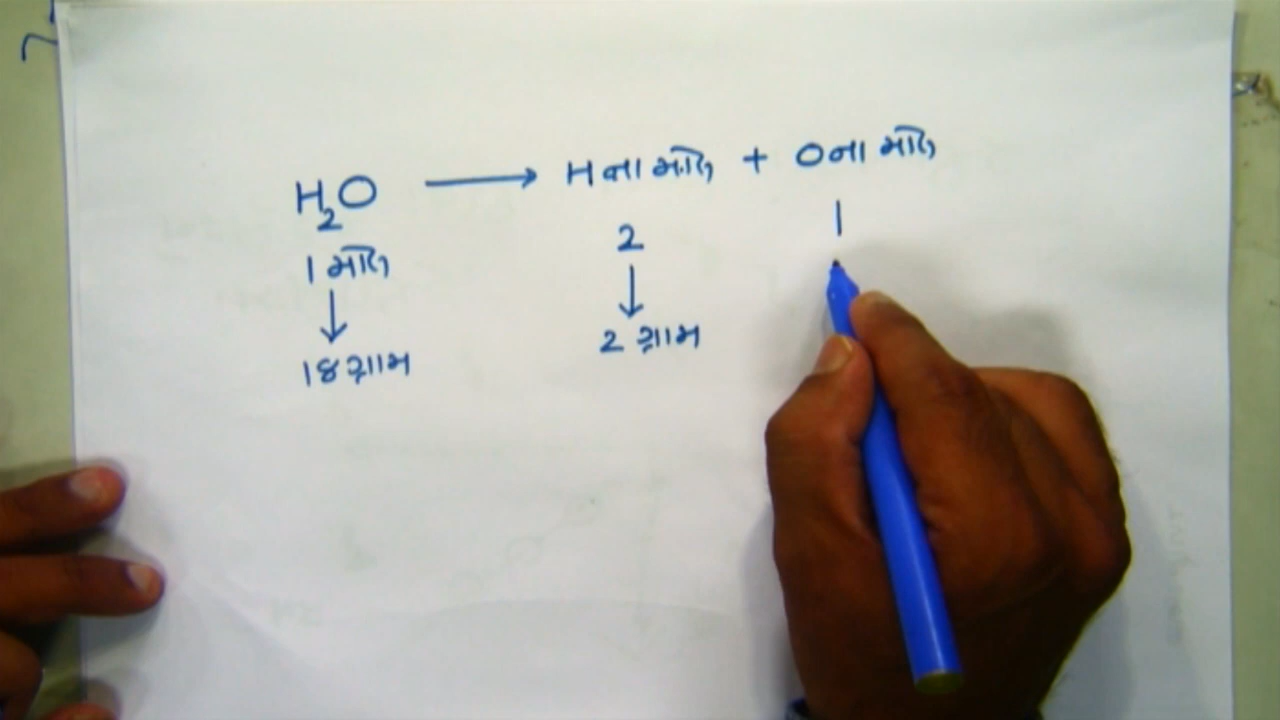 H₂O → Hના મોલ + Oના મોલ
1 મોલ 2 1
↓ ↓
18 ગ્રામ 2 ગ્રામ